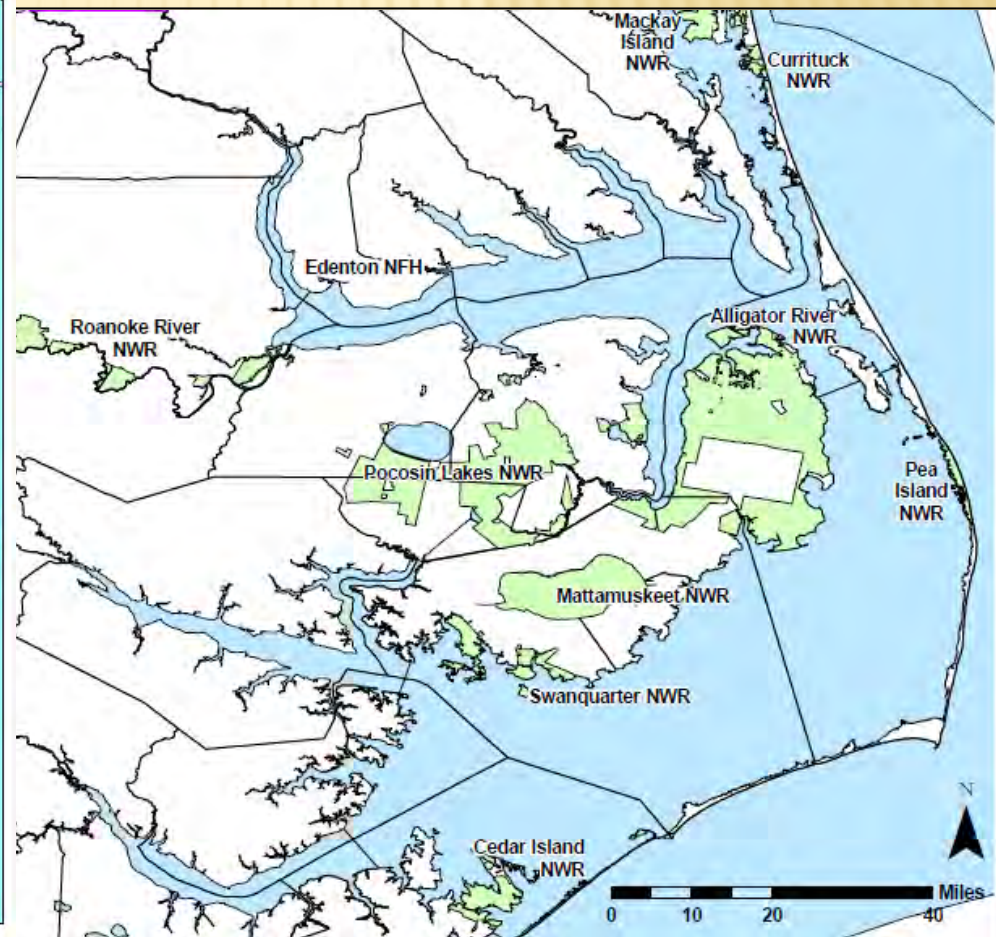 Mackay
Island
NWR
Currituck
NWR
Edenton NFH
Roanoke River
NWR
Alligator River
NWR
Pocosin Lakes NWR
Pea
Island
NWR
Mattamuskeet NWR
Swanquarter NWR
Cedar Island
NWR
N
Miles
0 10 20 40